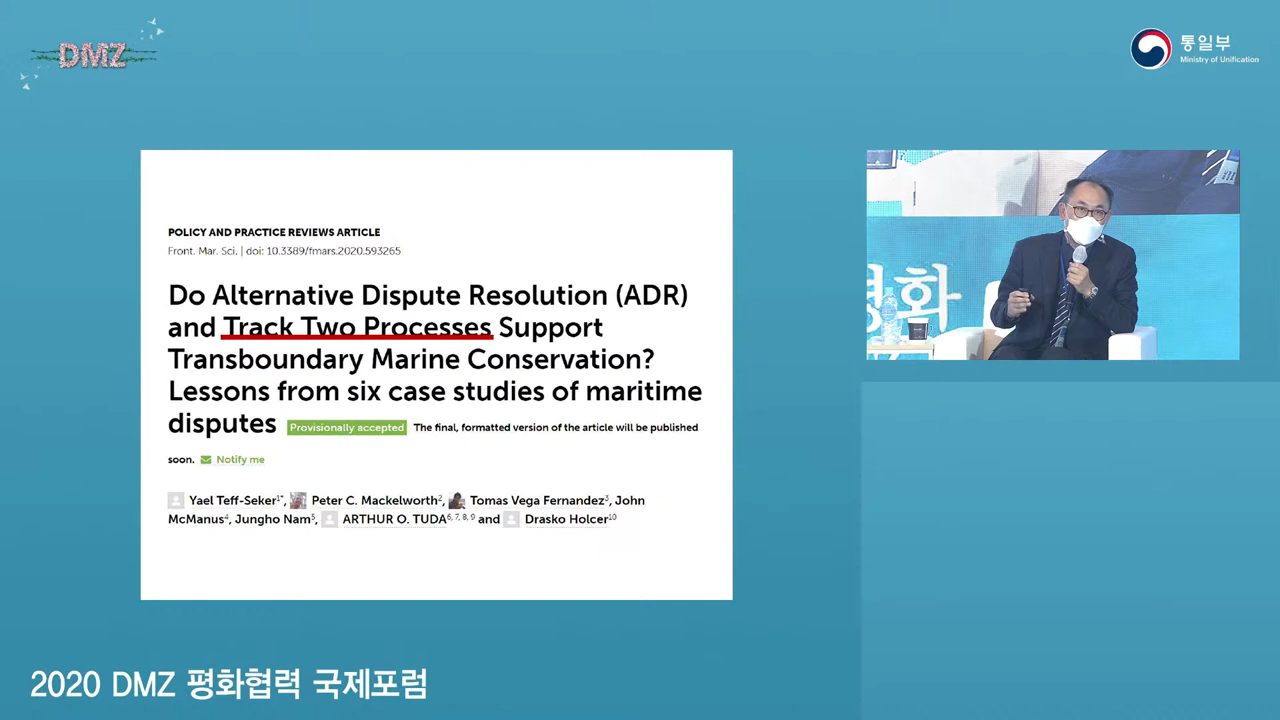 DMZ
통일부
Ministry of Unification
POLICY AND PRACTICE REVIEWS ARTICLE
Front. Mar. Sci. | doi: 10.3389/fmars.2020.593265
Do Alternative Dispute Resolution (ADR)
and Track Two Processes Support
Transboundary Marine Conservation?
Lessons from six case studies of maritime
disputes Provisionally accepted The final, formatted version of the article will be published
soon. Notify me
Yael Teff-Seker1*, Peter C. Mackelworth2, Tomas Vega Fernandez3, John
McManus4, Jungho Nam5, ARTHUR O. TUDA6, 7, 8, 9 and Drasko Holcer10
평화
2020 DMZ 평화협력 국제포럼